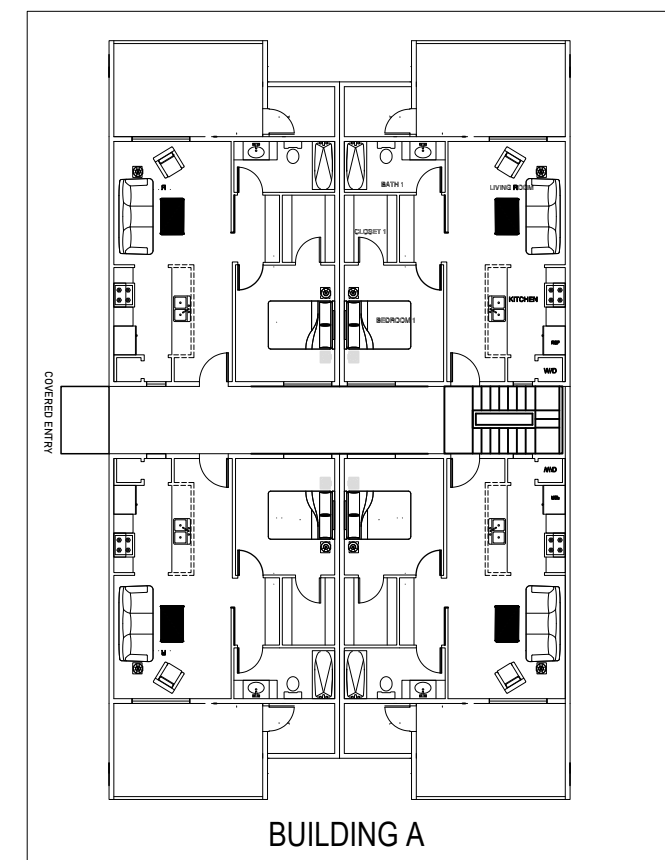 BATH 1
LIVING ROOM
CLOSET 1
KITCHEN
BEDROOM 1
REF
W/D
COVERED ENTRY
W/D
BUILDING A